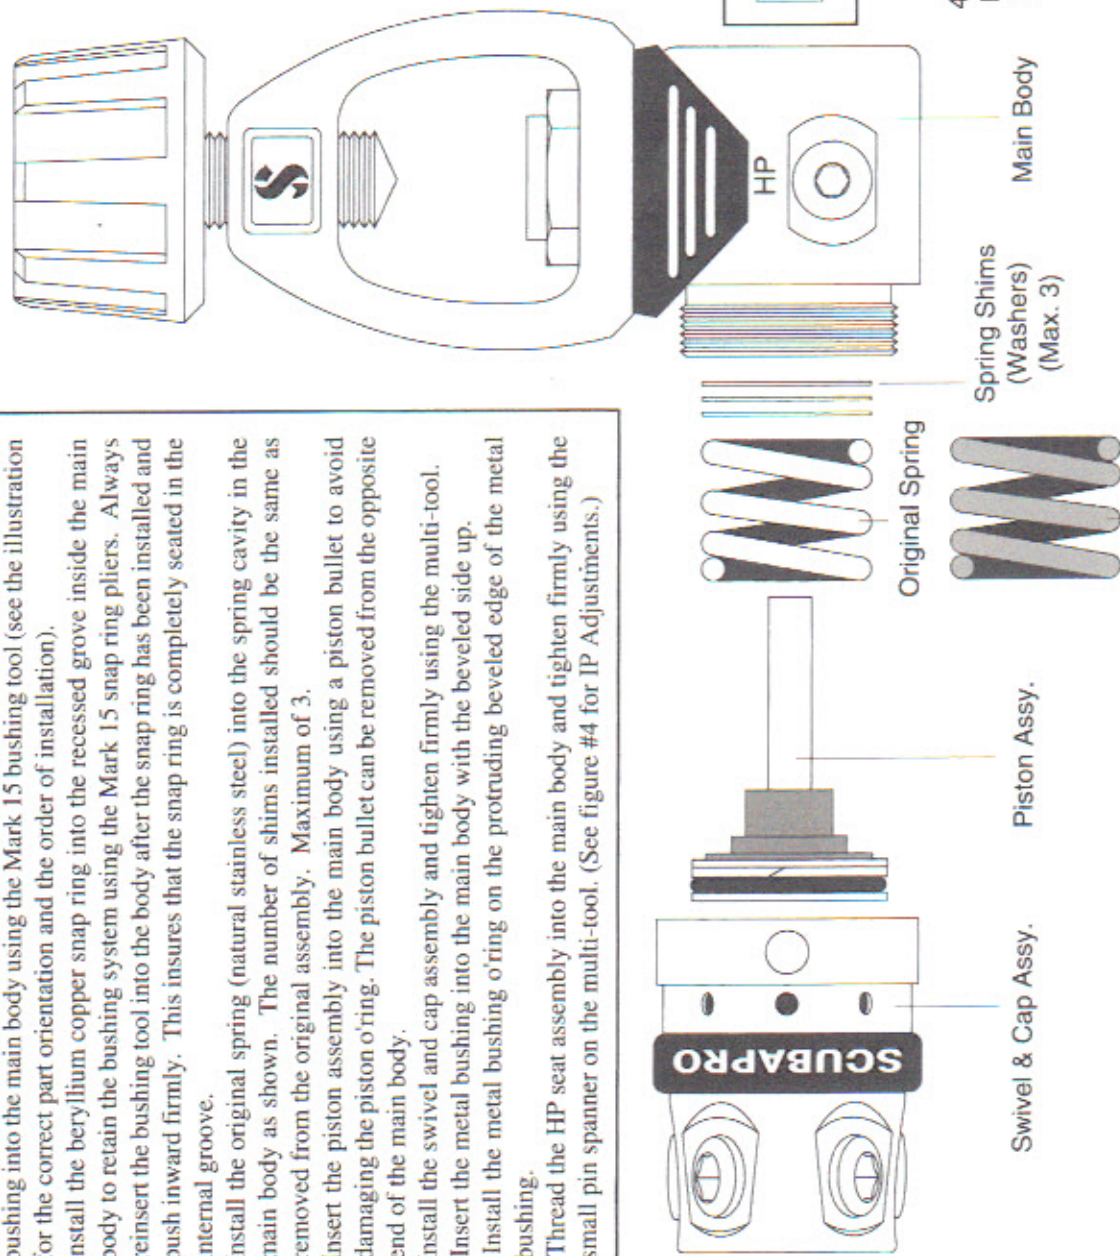 bushing into the main body using the Mark 15 bushing tool (see the illustration
for the correct part orientation and the order of installation).
nstall the beryllium copper snap ring into the recessed grove inside the main
body to retain the bushing system using the Mark 15 snap ring pliers. Always
reinsert the bushing tool into the body after the snap ring has been installed and
push inward firmly. This insures that the snap ring is completely seated in the
nternal groove.
nstall the original spring (natural stainless steel) into the spring cavity in the
main body as shown. The number of shims installed should be the same as
removed from the original assembly. Maximum of 3.
nsert the piston assembly into the main body using a piston bullet to avoid
damaging the piston o'ring. The piston bullet can be removed from the opposite
end of the main body.
nstall the swivel and cap assembly and tighten firmly using the multi-tool.
Insert the metal bushing into the main body with the beveled side up.
Install the metal bushing o'ring on the protruding beveled edge of the metal
bushing.
Thread the HP seat assembly into the main body and tighten firmly using the
small pin spanner on the multi-tool. (See figure #4 for IP Adjustments.)
S
HP
SCUBAPRO
Swivel & Cap Assy.
Piston Assy.
Original Spring
Spring Shims
(Washers)
(Max. 3)
Main Body
4